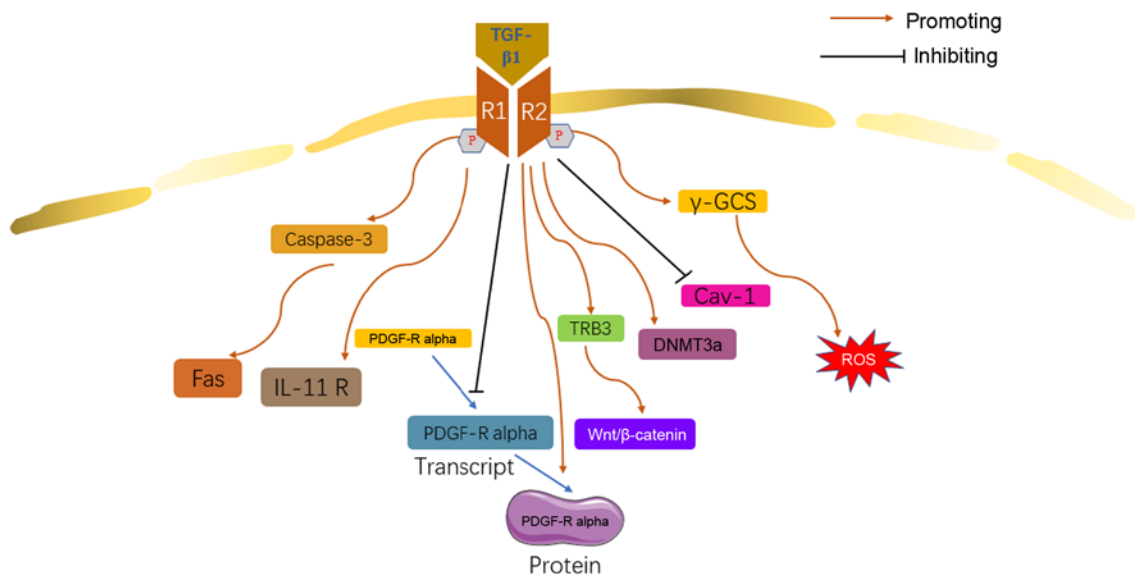 TGF-
β1
Promoting
Inhibiting
R1
R2
P
P
γ-GCS
Caspase-3
Cav-1
TRB3
DNMT3a
PDGF-R alpha
ROS
Fas
IL-11 R
PDGF-R alpha
Wnt/β-catenin
Transcript
PDGF-R alpha
Protein